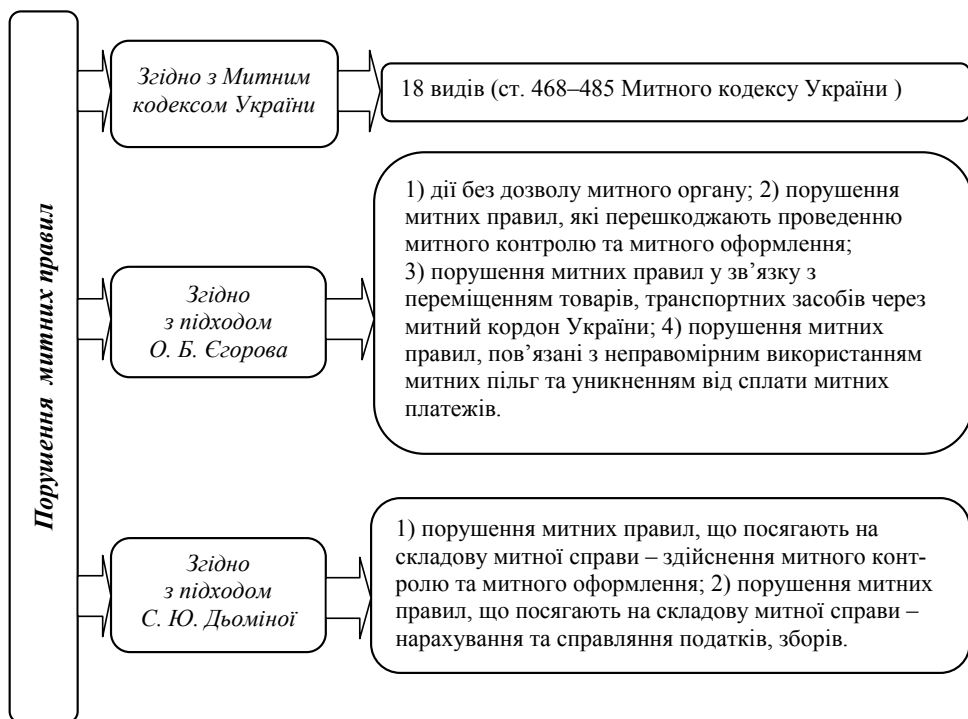 Порушення митних правил
Згідно з Митним
кодексом України
18 видів (ст. 468–485 Митного кодексу України )
Згідно
з підходом
О. Б. Єгорова
1) дії без дозволу митного органу; 2) порушення
митних правил, які перешкоджають проведенню
митного контролю та митного оформлення;
3) порушення митних правил у зв’язку з
переміщенням товарів, транспортних засобів через
митний кордон України; 4) порушення митних
правил, пов’язані з неправомірним використанням
митних пільг та уникненням від сплати митних
платежів.
Згідно
з підходом
С. Ю. Дьоміної
1) порушення митних правил, що посягають на
складову митної справи – здійснення митного конт-
ролю та митного оформлення; 2) порушення митних
правил, що посягають на складову митної справи –
нарахування та справляння податків, зборів.